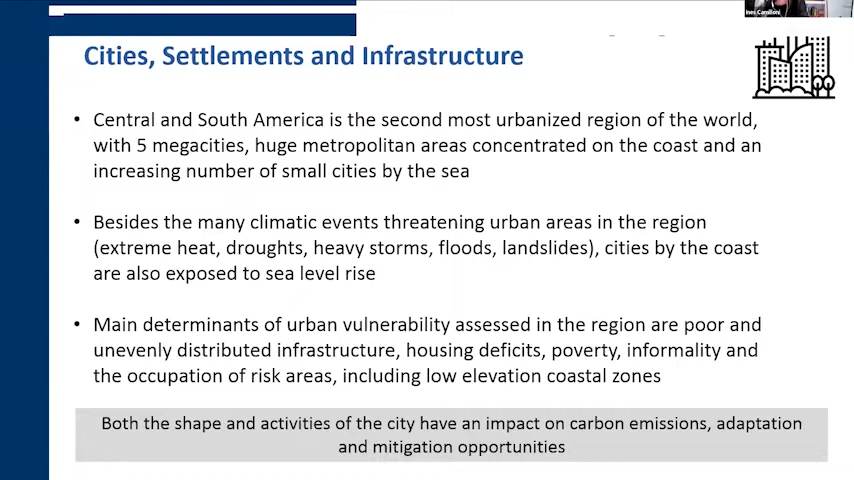 Ines Camilloni
Cities, Settlements and Infrastructure
• Central and South America is the second most urbanized region of the world,
with 5 megacities, huge metropolitan areas concentrated on the coast and an
increasing number of small cities by the sea
• Besides the many climatic events threatening urban areas in the region
(extreme heat, droughts, heavy storms, floods, landslides), cities by the coast
are also exposed to sea level rise
• Main determinants of urban vulnerability assessed in the region are poor and
unevenly distributed infrastructure, housing deficits, poverty, informality and
the occupation of risk areas, including low elevation coastal zones
Both the shape and activities of the city have an impact on carbon emissions, adaptation
and mitigation opportunities